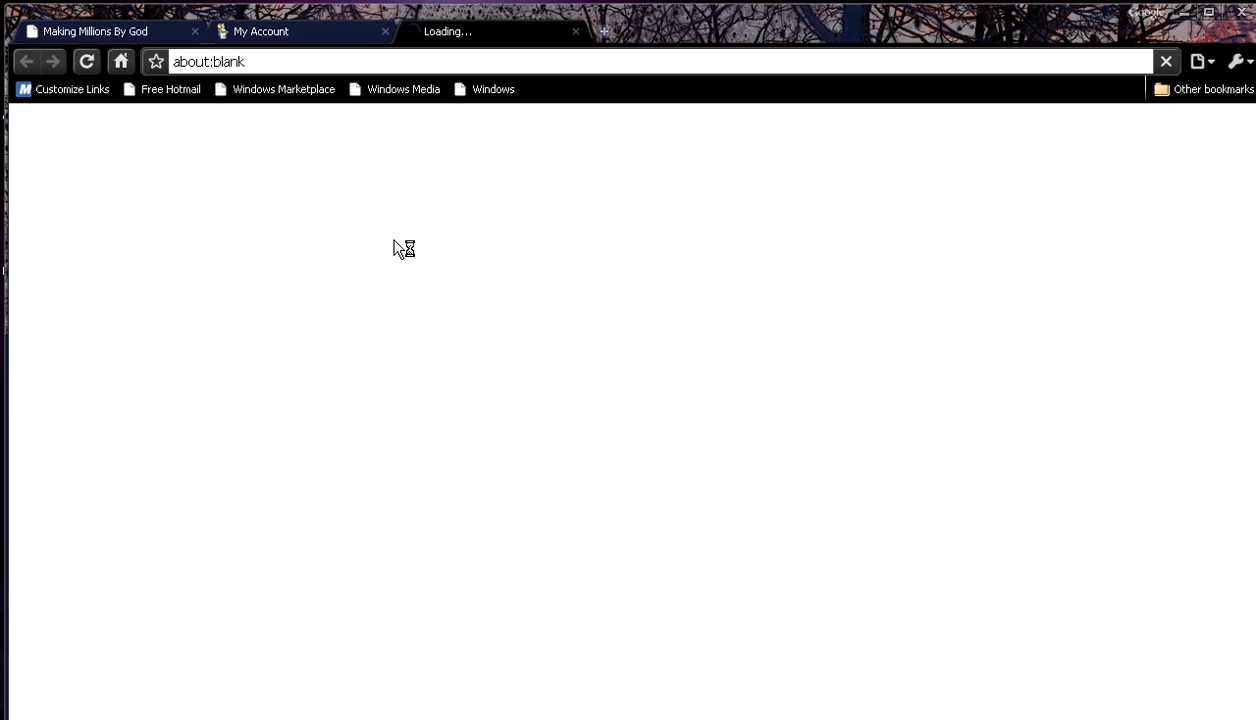 Google
Making Millions By God My Account Loading...
about:blank
Customize Links Free Hotmail Windows Marketplace Windows Media Windows Other bookmarks